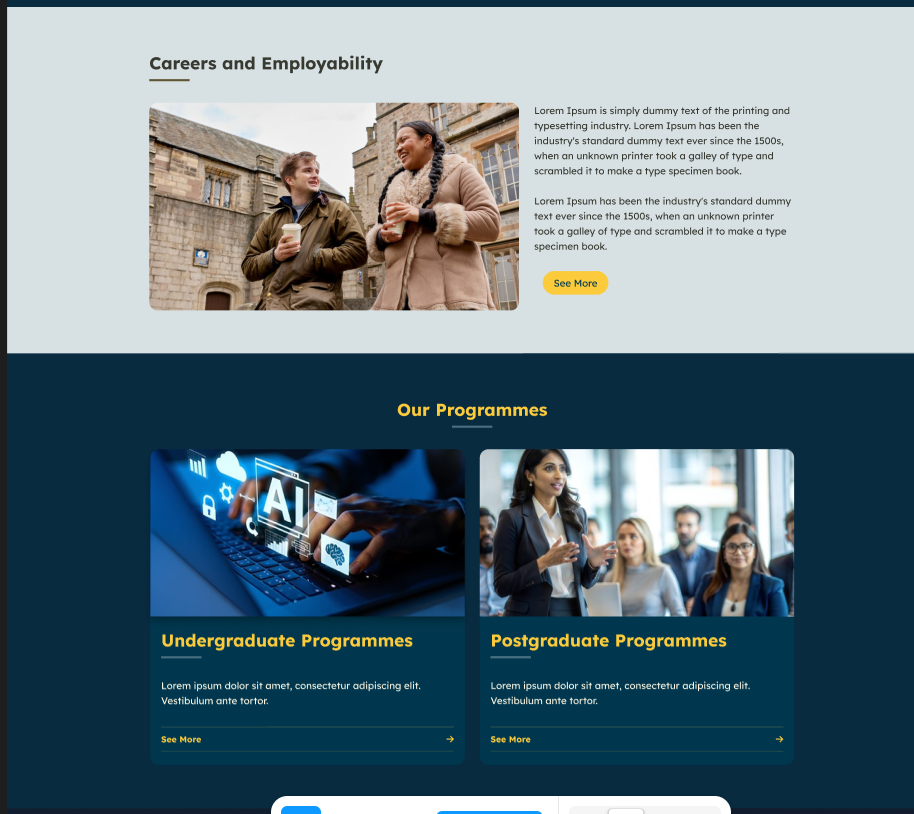 Careers and Employability
Lorem Ipsum is simply dummy text of the printing and
typesetting industry. Lorem Ipsum has been the
industry's standard dummy text ever since the 1500s,
when an unknown printer took a galley of type and
scrambled it to make a type specimen book.
Lorem Ipsum has been the industry's standard dummy
text ever since the 1500s, when an unknown printer
took a galley of type and scrambled it to make a type
specimen book.
See More
Our Programmes
AI
Undergraduate Programmes
Lorem ipsum dolor sit amet, consectetur adipiscing elit.
Vestibulum ante tortor.
See More
Postgraduate Programmes
Lorem ipsum dolor sit amet, consectetur adipiscing elit.
Vestibulum ante tortor.
See More